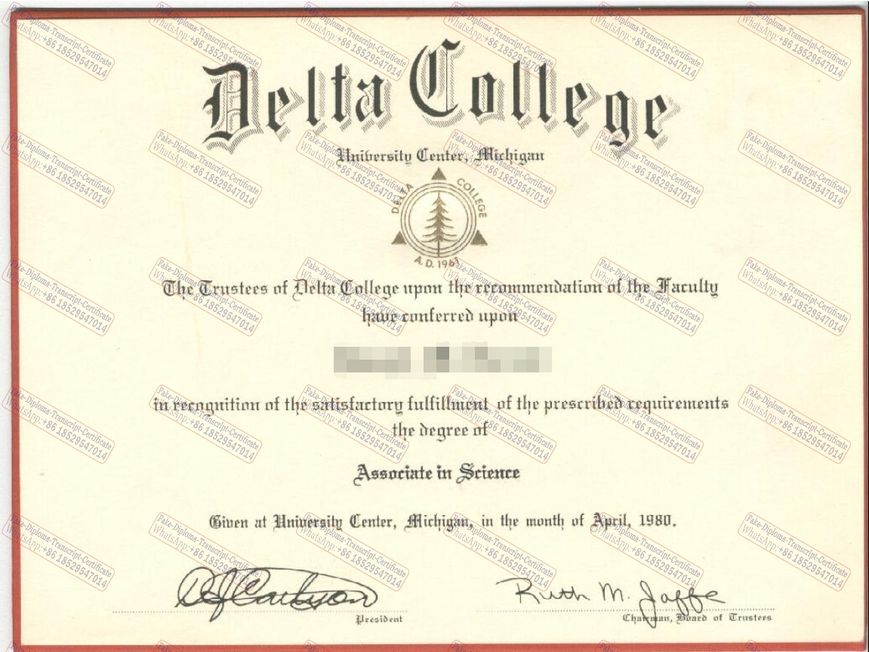 Delta College
University Center, Michigan
DELTA COLLEGE
A.D. 1961
The Trustees of Delta College upon the recommendation of the Faculty
have conferred upon
in recognition of the satisfactory fulfillment of the prescribed requirements
the degree of
Associate in Science
Given at University Center, Michigan, in the month of April, 1980.
Ruth M. Jaffe
President
Chairman, Board of Trustees
Fake-Diploma-Transcript-Certificate
WhatsApp:+86 18529547014